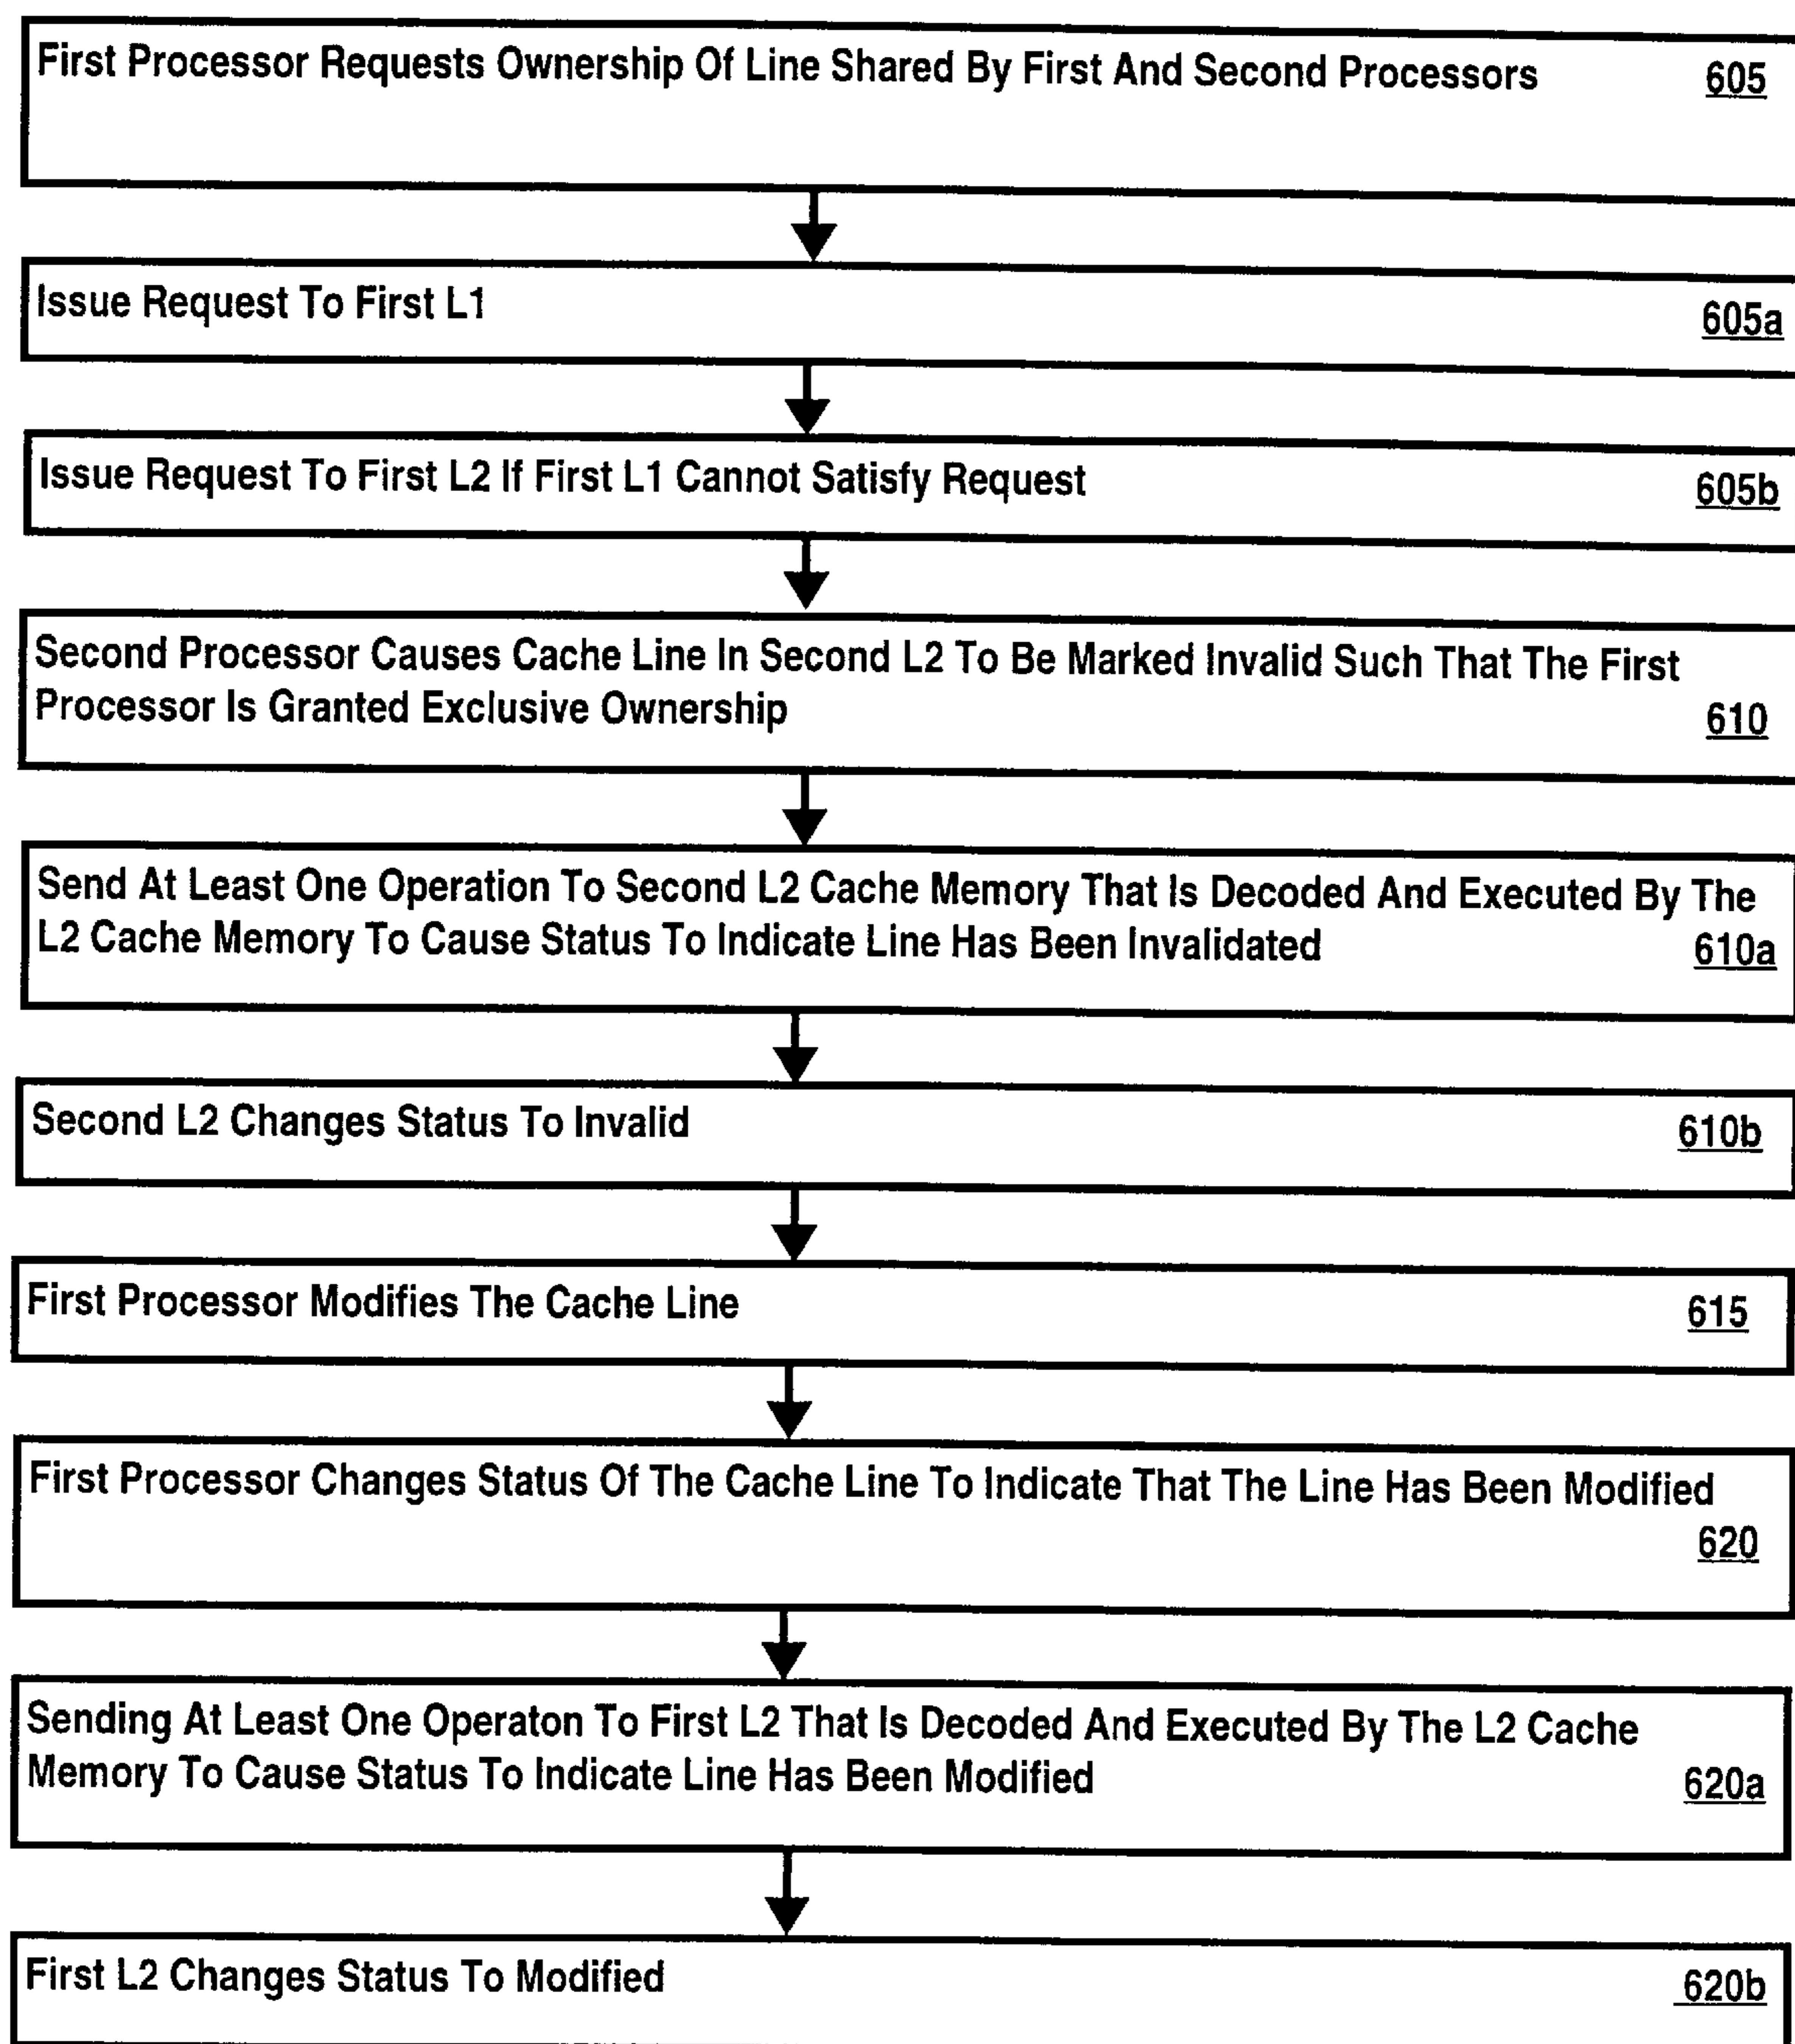 First Processor Requests Ownership Of Line Shared By First And Second Processors 605
Issue Request To First L1 605a
Issue Request To First L2 If First L1 Cannot Satisfy Request 605b
Second Processor Causes Cache Line In Second L2 To Be Marked Invalid Such That The First
Processor Is Granted Exclusive Ownership 610
Send At Least One Operation To Second L2 Cache Memory That Is Decoded And Executed By The
L2 Cache Memory To Cause Status To Indicate Line Has Been Invalidated 610a
Second L2 Changes Status To Invalid 610b
First Processor Modifies The Cache Line 615
First Processor Changes Status Of The Cache Line To Indicate That The Line Has Been Modified
620
Sending At Least One Operaton To First L2 That Is Decoded And Executed By The L2 Cache
Memory To Cause Status To Indicate Line Has Been Modified 620a
First L2 Changes Status To Modified 620b